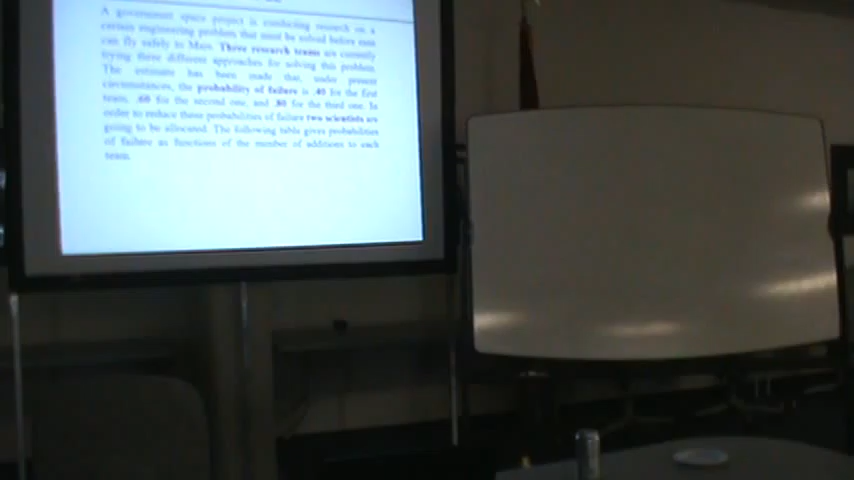 A government space project is conducting research on a
certain engineering problem that must be solved before man
can fly safely to Mars. Three research teams are currently
trying three different approaches for solving this problem.
The estimate has been made that, under present
circumstances, the probability of failure is .40 for the first
team, .60 for the second one, and .80 for the third one. In
order to reduce these probabilities of failure two scientists are
going to be allocated. The following table gives probabilities
of failure as functions of the number of additions to each
team.